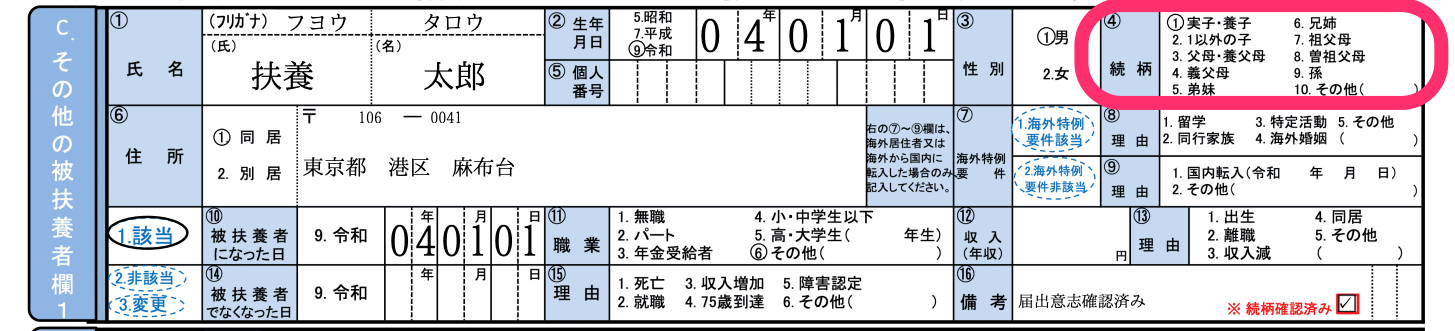 C.その他の被扶養者欄1
①
氏 名
(フリガナ) フヨウ タロウ
(氏) (名)
扶養 太郎
② 生年月日
5.昭和
7.平成
⑨令和
年 月 日
04 01 01
③
性 別
①男
2.女
④
続 柄
①実子・養子
2. 1以外の子
3. 父母・養父母
4. 義父母
5. 弟妹
6. 兄姉
7. 祖父母
8. 曽祖父母
9. 孫
10. その他( )
⑤ 個人番号
⑥
住 所
① 同 居
2. 別 居
〒 106 ー 0041
東京都 港区 麻布台
右の⑦~⑨欄は、
海外居住者又は
海外から国内に
転入した場合のみ
記入してください。
⑦
海外特例
要 件
1.海外特例
要件該当
2.海外特例
要件非該当
⑧
理 由
1. 留学 3. 特定活動 5. その他
2. 同行家族 4. 海外婚姻 ( )
⑨
理 由
1. 国内転入(令和 年 月 日)
2. その他( )
1.該当
2.非該当
3.変更
⑩
被 扶 養 者
になった日
9. 令和
年 月 日
040101
⑪
職 業
1. 無職
2. パート
3. 年金受給者
4. 小・中学生以下
5. 高・大学生( 年生)
⑥その他( )
⑫
収 入
(年収)
円
⑬
理 由
1. 出生
2. 離職
3. 収入減
4. 同居
5. その他
( )
⑭
被 扶 養 者
でなくなった日
9. 令和
年 月 日
⑮
理 由
1. 死亡 3. 収入増加 5. 障害認定
2. 就職 4. 75歳到達 6. その他( )
⑯
備 考
届出意志確認済み
※ 続柄確認済み ☑